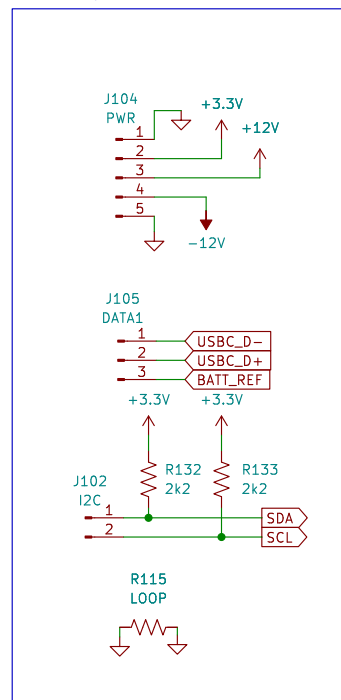 J104
PWR
+3.3V
+12V
1
2
3
4
5
-12V
J105
DATA1
1 USBC_D-
2 USBC_D+
3 BATT_REF
+3.3V +3.3V
R132 R133
2k2 2k2
J102
I2C
1 SDA
2 SCL
R115
LOOP